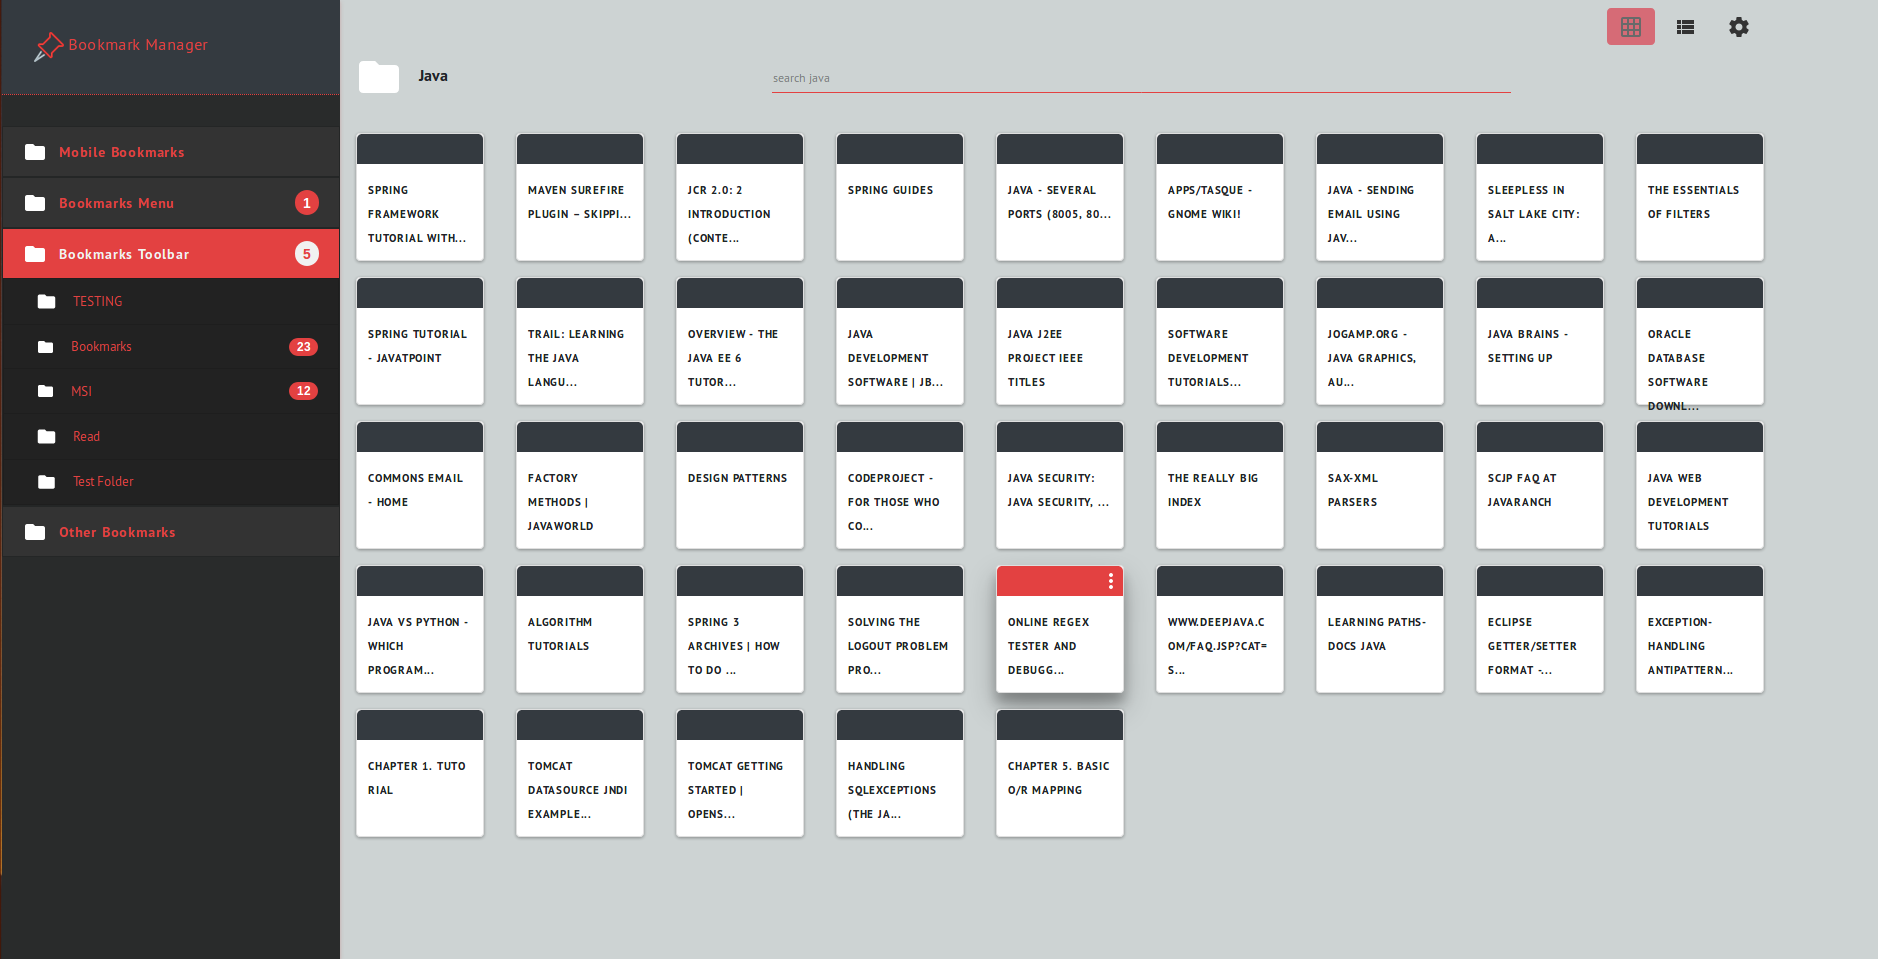 Bookmark Manager
Mobile Bookmarks
Bookmarks Menu 1
Bookmarks Toolbar 5
TESTING
Bookmarks 23
MSI 12
Read
Test Folder
Other Bookmarks
Java
search java
SPRING
FRAMEWORK
TUTORIAL WITH...
MAVEN SUREFIRE
PLUGIN – SKIPPI...
JCR 2.0: 2
INTRODUCTION
(CONTE...
SPRING GUIDES
JAVA - SEVERAL
PORTS (8005, 80...
APPS/TASQUE -
GNOME WIKI!
JAVA - SENDING
EMAIL USING
JAV...
SLEEPLESS IN
SALT LAKE CITY:
A...
THE ESSENTIALS
OF FILTERS
SPRING TUTORIAL
- JAVATPOINT
TRAIL: LEARNING
THE JAVA
LANGU...
OVERVIEW - THE
JAVA EE 6
TUTOR...
JAVA
DEVELOPMENT
SOFTWARE | JB...
JAVA J2EE
PROJECT IEEE
TITLES
SOFTWARE
DEVELOPMENT
TUTORIALS...
JOGAMP.ORG -
JAVA GRAPHICS,
AU...
JAVA BRAINS -
SETTING UP
ORACLE
DATABASE
SOFTWARE
DOWNL...
COMMONS EMAIL
- HOME
FACTORY
METHODS |
JAVAWORLD
DESIGN PATTERNS
CODEPROJECT -
FOR THOSE WHO
CO...
JAVA SECURITY:
JAVA SECURITY, ...
THE REALLY BIG
INDEX
SAX-XML
PARSERS
SCJP FAQ AT
JAVARANCH
JAVA WEB
DEVELOPMENT
TUTORIALS
JAVA VS PYTHON -
WHICH
PROGRAM...
ALGORITHM
TUTORIALS
SPRING 3
ARCHIVES | HOW
TO DO ...
SOLVING THE
LOGOUT PROBLEM
PRO...
ONLINE REGEX
TESTER AND
DEBUGG...
WWW.DEEPJAVA.C
OM/FAQ.JSP?CAT=
S...
LEARNING PATHS-
DOCS JAVA
ECLIPSE
GETTER/SETTER
FORMAT -...
EXCEPTION-
HANDLING
ANTIPATTERN...
CHAPTER 1. TUTO
RIAL
TOMCAT
DATASOURCE JNDI
EXAMPLE...
TOMCAT GETTING
STARTED |
OPENS...
HANDLING
SQLEXCEPTIONS
(THE JA...
CHAPTER 5. BASIC
O/R MAPPING